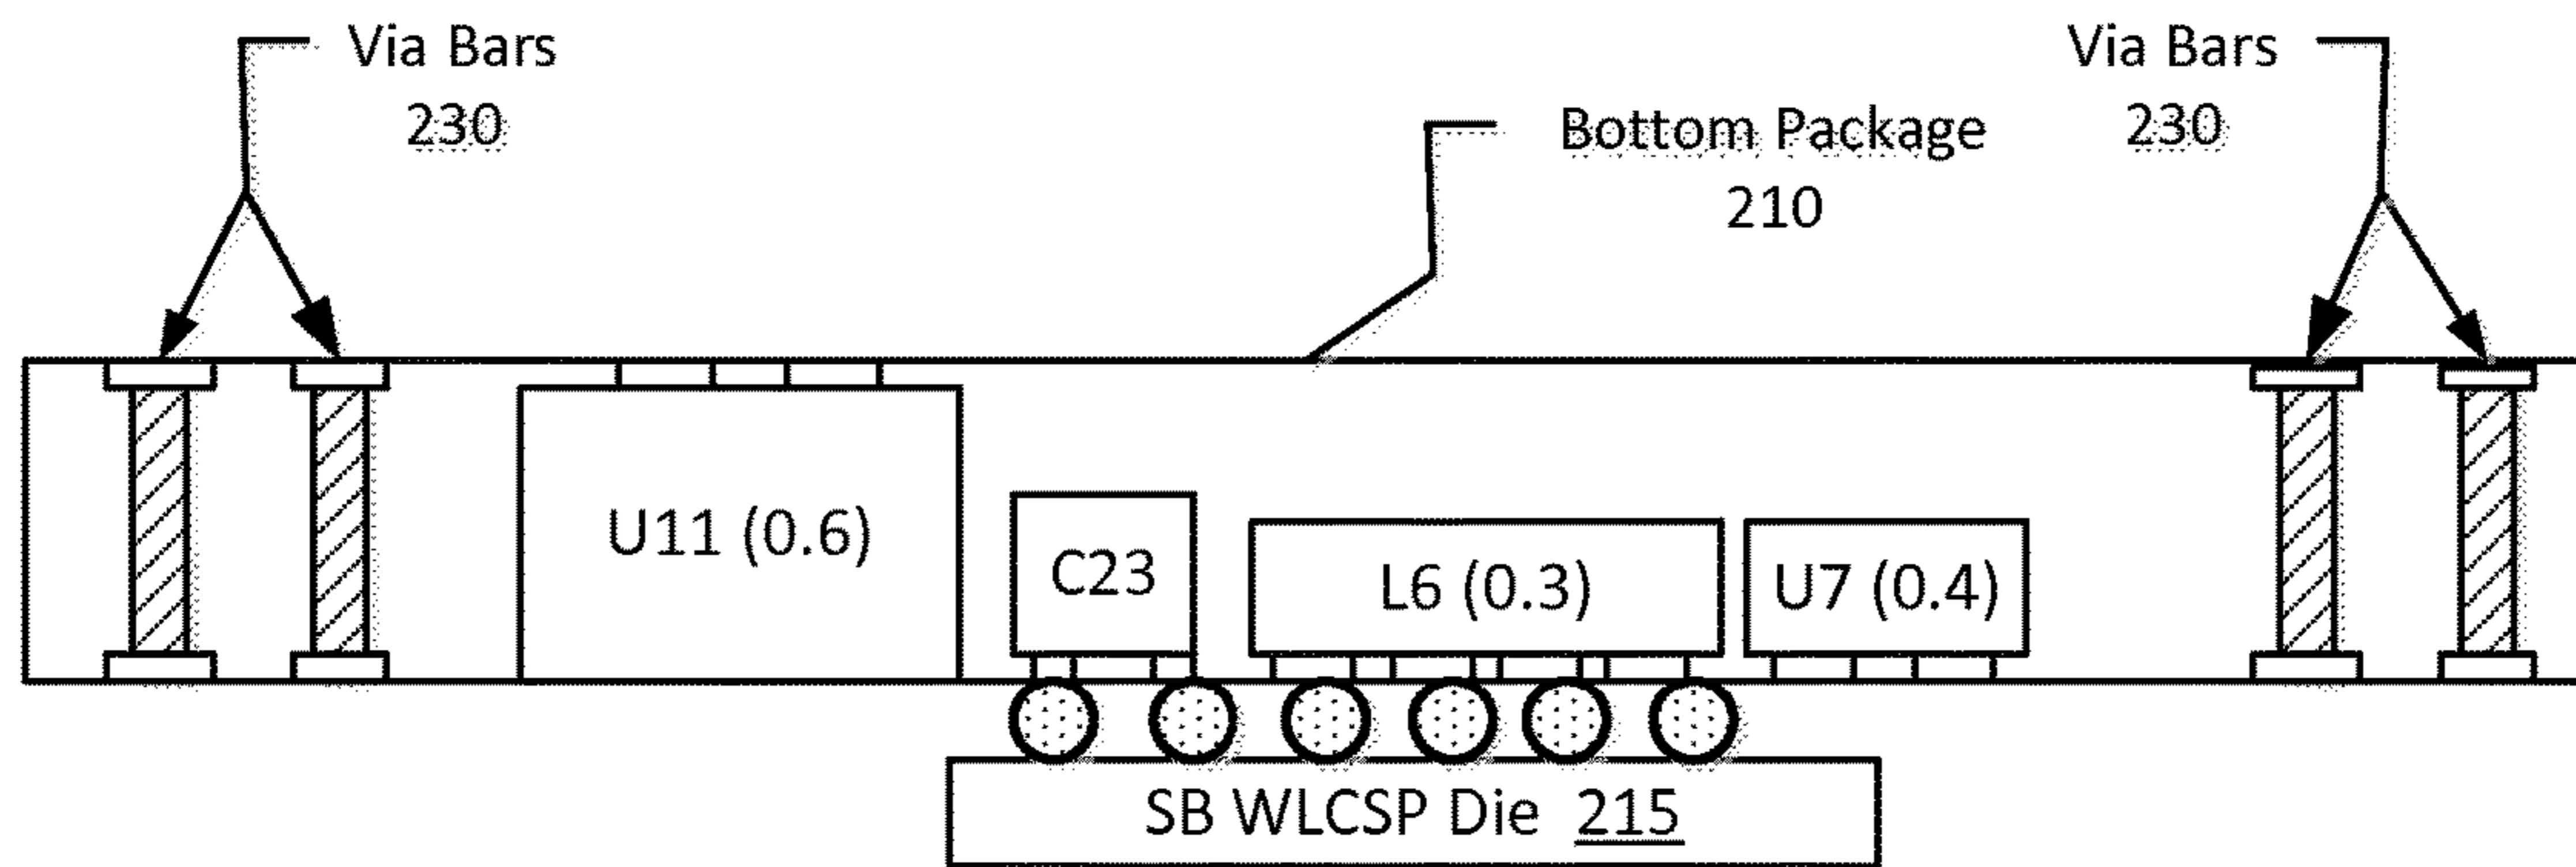 Via Bars
230
Bottom Package
210
Via Bars
230
U11 (0.6)
C23
L6 (0.3)
U7 (0.4)
SB WLCSP Die 215